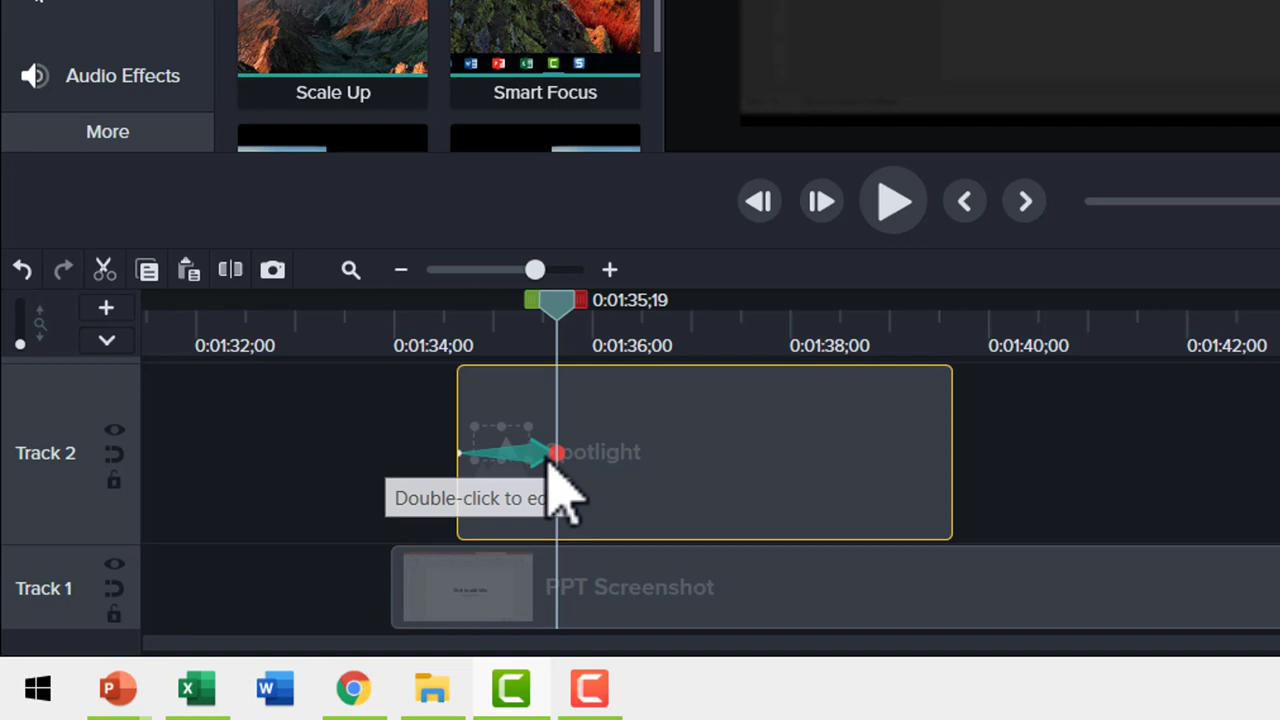 Audio Effects
Scale Up
Smart Focus
More
0:01:35;19
0:01:32;00
0:01:34;00
0:01:36;00
0:01:38;00
0:01:40;00
0:01:42;00
Track 2
potlight
Double-click to ed
Track 1
PPT Screenshot